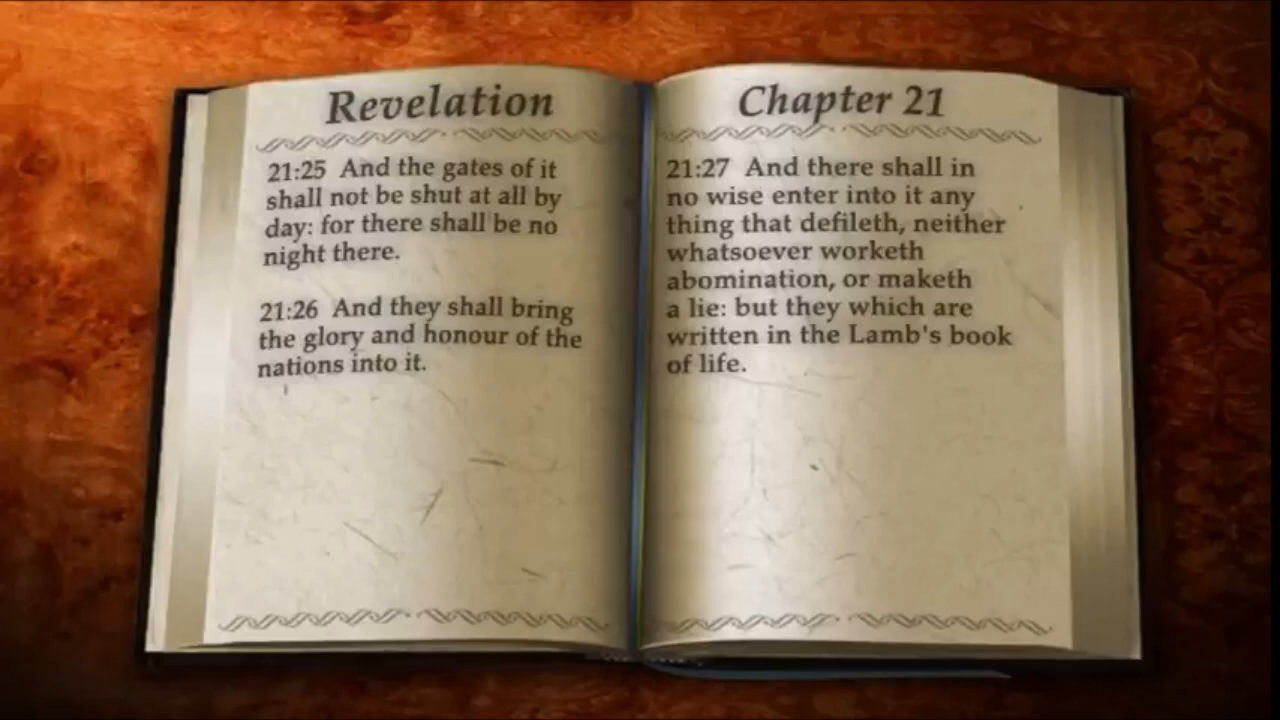 Revelation
21:25 And the gates of it
shall not be shut at all by
day: for there shall be no
night there.
21:26 And they shall bring
the glory and honour of the
nations into it.
Chapter 21
21:27 And there shall in
no wise enter into it any
thing that defileth, neither
whatsoever worketh
abomination, or maketh
a lie: but they which are
written in the Lamb's book
of life.